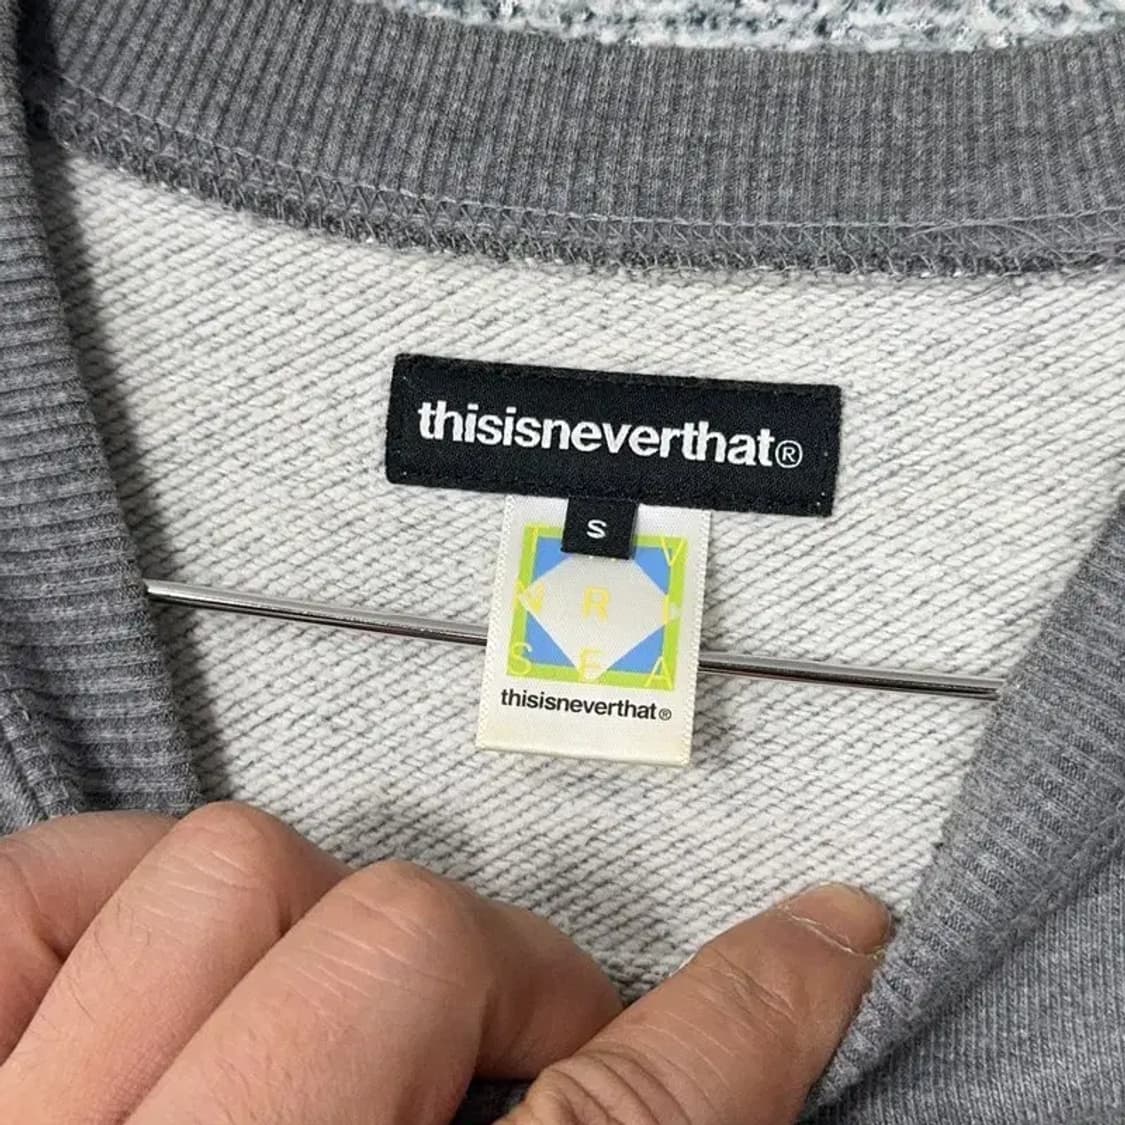 thisisneverthat®
S
V
N R
S E A
thisisneverthat®